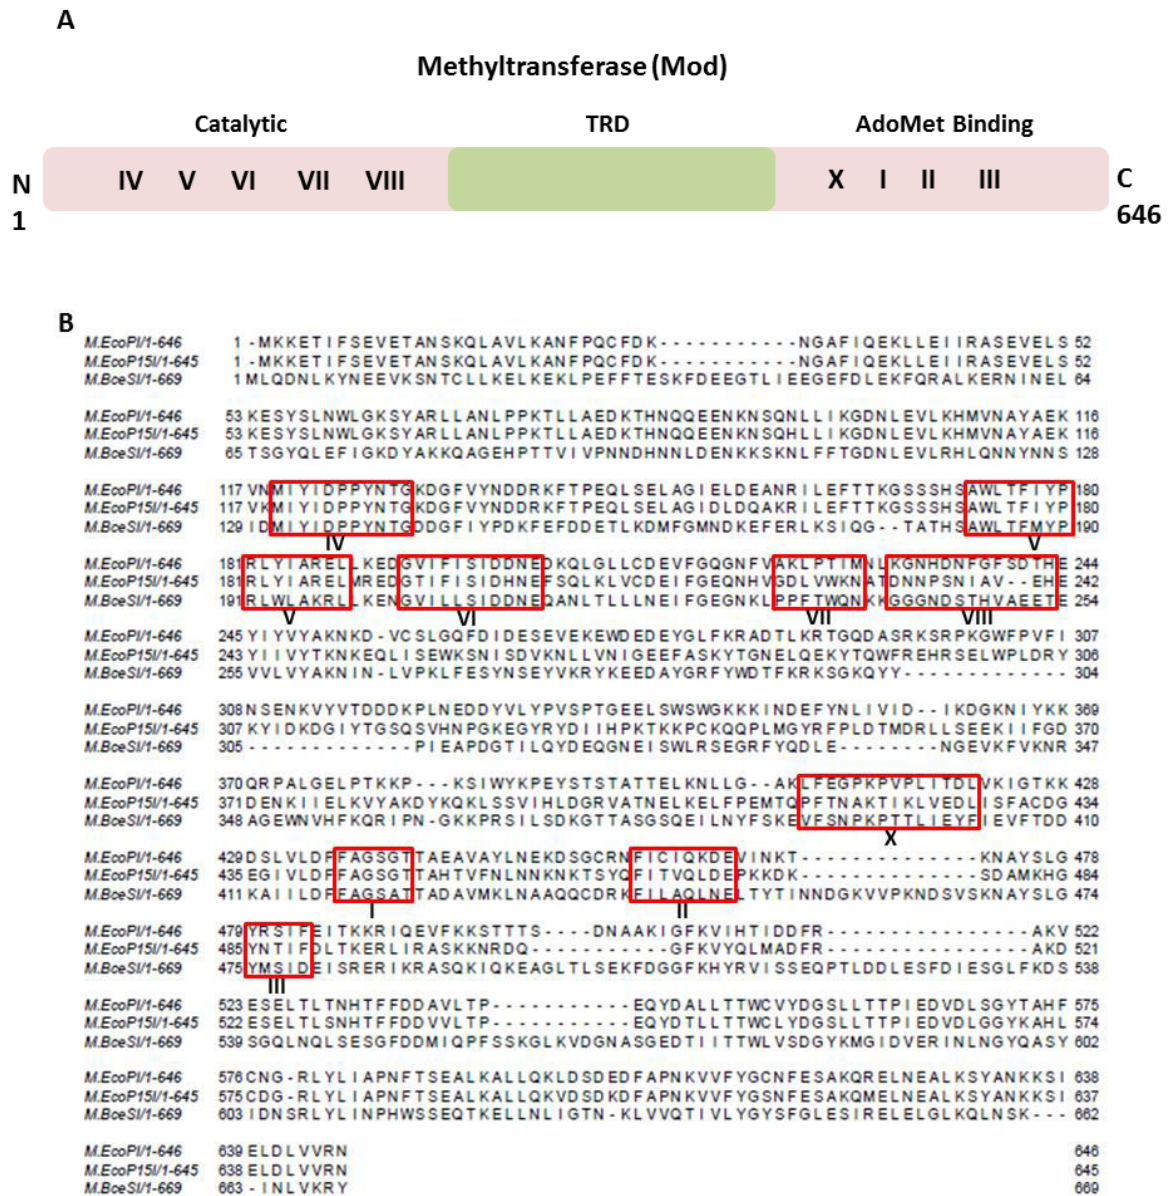 A
Methyltransferase (Mod)
Catalytic TRD AdoMet Binding
N IV V VI VII VIII X I II III C
1 646
B
M.EcoPI/1-646 1 -MKKETIFSEVETANSKQLAVLKANFPQCFDK-----------NGAFIQEKLLEIIRASEVELS 52
M.EcoP15I/1-645 1 -MKKETIFSEVETANSKQLAVLKANFPQCFDK-----------NGAFIQEKLLEIIRASEVELS 52
M.BceSI/1-669 1 MLQDNLKYNEEVKSNTCLLKELKEKLPEFFTESKFDEEGTLIEEGEFDLEKFQRALKERNINEL 64
M.EcoPI/1-646 53 KESYSLNWLGKSYARLLANLPPKTLLAEDKTHNQQEENKNSQNLLIKGDNLEVLKHMVNAYAEK 116
M.EcoP15I/1-645 53 KESYSLNWLGKSYARLLANLPPKTLLAEDKTHNQQEENKNSQHLLIKGDNLEVLKHMVNAYAEK 116
M.BceSI/1-669 65 TSGYQLEFIGKDYAKKQAGEHPTTVIVPNNDHNNLDENKKSKNLFFTGDNLEVLRHLQNNYNNS 128
M.EcoPI/1-646 117 VNMIYIDPPYNTGKDGFVYNDDRKFTPEQLSELAGIELDEANRILEFTTKGSSSHSAWLTFIYP 180
M.EcoP15I/1-645 117 VKMIYIDPPYNTGKDGFVYNDDRKFTPEQLSELAGIDLDQAKRILEFTTKGSSSHSAWLTFIYP 180
M.BceSI/1-669 129 IDMIYIDPPYNTGDDGFIYPDKFEFDDETLKDMFGMNDKEFERLKSIQG--TATHSAWLTFMYP 190
IV V
M.EcoPI/1-646 181 RLYIARELLKEDGVIFISIDDNEDKQLGLLCDEVFGQGNFVAKLPTIMNLKGNHDNFGFSDTHE 244
M.EcoP15I/1-645 181 RLYIARELMREDGTIFISIDHNEFSQLKLVCDEIFGEQNHVGDLVWKNATDNNPSNIAV--EHE 242
M.BceSI/1-669 191 RLWLAKRLLKENGVILLSIDDNEQANLTLLLNEIFGEGNKLPPFTWQNKKGGGNDSTHVAEETE 254
V VI VII VIII
M.EcoPI/1-646 245 YIYVYAKNKD-VCSLGQFDIDESEVEKEWDEDEYGLFKRADTLKRTGQDASRKSRPKGWFPVFI 307
M.EcoP15I/1-645 243 YIIVYTKNKEQLISEWKSNISDVKNLLVNIGEEFASKYTGNELQEKYTQWFREHRSELWPLDRY 306
M.BceSI/1-669 255 VVLVYAKNIN-LVPKLFESYNSEYVKRYKEEDAYGRFYWDTFKRKSGKQYY------------- 304
M.EcoPI/1-646 308 NSENKVYVTDDDKPLNEDDYVLYPVSPTGEELSWSWGKKKINDEFYNLIVID--IKDGKNIYKK 369
M.EcoP15I/1-645 307 KYIDKDGIYTGSQSVHNPGKEGYRYDIIHPKTKKPCKQQPLMGYRFPLDTMDRLLSEEKIIFGD 370
M.BceSI/1-669 305 -------------PIEAPDGTILQYDEQGNEISWLRSEGRFYQDLE--------NGEVKFVKNR 347
M.EcoPI/1-646 370 QRPALGELPTKKP---KSIWYKPEYSTSTATTELKNLLG--AKLFEGPKPVPLITDLVKIGTKK 428
M.EcoP15I/1-645 371 DENKIIELKVYAKDYKQKLSSVIHLDGRVATNELKELFPEMTQPFTNAKTIKLVEDLISFACDG 434
M.BceSI/1-669 348 AGEWNVHFKQRIPN-GKKPRSILSDKGTTASGSQEILNYFSKEVFSNPKPTTLIEYFIEVFTDD 410
X
M.EcoPI/1-646 429 DSLVLDFFAGSGTTAEAVAYLNEKDSGCRNFICIQKDEVINKT-------------KNAYSLG 478
M.EcoP15I/1-645 435 EGIVLDFFAGSGTTAHTVFNLNNKNKTSYQFITVQLDEPKKDK-------------SDAMKHG 484
M.BceSI/1-669 411 KAIILDFFAGSATTADAVMKLNAAQQCDRKFILAQLNELTYTINNDGKVVPKNDSVSKNAYSLG 474
I II
M.EcoPI/1-646 479 YRSIFEITKKRIQEVFKKSTTTS----DNAAKIGFKVIHTIDDFR---------------AKV 522
M.EcoP15I/1-645 485 YNTIFDLTKERLIRASKKNRDQ-----------GFKVYQLMADFR---------------AKD 521
M.BceSI/1-669 475 YMSIDEISRERIKRASQKIQKEAGLTLSEKFDGGFKHYRVISSEQPTLDDLESFDIESGLFKDS 538
III
M.EcoPI/1-646 523 ESELTLTNHTFFDDAVLTP-----------EQYDALLTTWCVYDGSLLTTPIEDVDLSGYTAHF 575
M.EcoP15I/1-645 522 ESELTLSNHTFFDDVVLTP-----------EQYDTLLTTWCLYDGSLLTTPIEDVDLGGYKAHL 574
M.BceSI/1-669 539 SGQLNQLSESGFDDMIQPFSSKGLKVDGNASGEDTIITTWLVSDGYKMGIDVERINLNGYQASY 602
M.EcoPI/1-646 576 CNG-RLYLIAPNFTSEALKALLQKLDSDEDFAPNKVVFYGCNFESAKQRELNEALKSYANKKSI 638
M.EcoP15I/1-645 575 CDG-RLYLIAPNFTSEALKALLQKVDSDKDFAPNKVVFYGSNFESAKQMELNEALKSYANKKSI 637
M.BceSI/1-669 603 IDNSRLYLINPHWSSEQTKELLNLIGTN-KLVVQTIVLYGYSFGLESIRELELGLKQLNSK--- 662
M.EcoPI/1-646 639 ELDLVVRN 646
M.EcoP15I/1-645 638 ELDLVVRN 645
M.BceSI/1-669 663 -INLVKRY 669